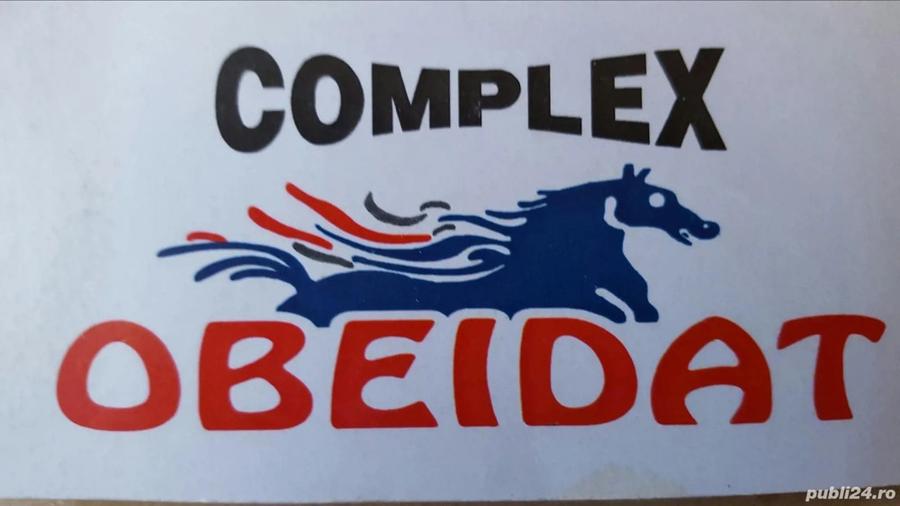 COMPLEX
OBEIDAT
publi24.ro